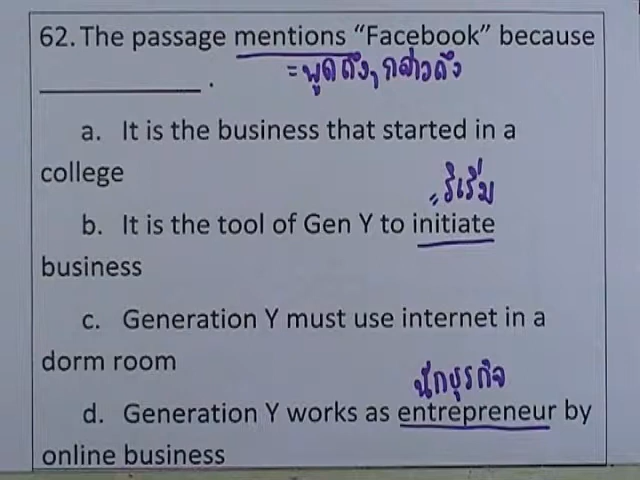 62. The passage mentions “Facebook” because
= พูดถึง, กล่าวถึง
____________ .
a. It is the business that started in a
college
= ริเริ่ม
b. It is the tool of Gen Y to initiate
business
c. Generation Y must use internet in a
dorm room
นักธุรกิจ
d. Generation Y works as entrepreneur by
online business